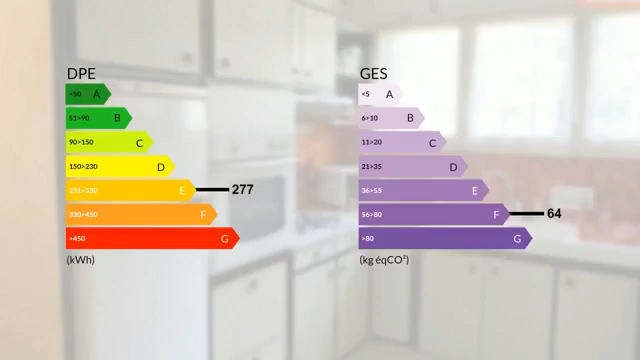 DPE
<50 A
51>90 B
90>150 C
150>230 D
231>330 E
277
330>450 F
>450 G
(kWh)
GES
<5 A
6>10 B
11>20 C
21>35 D
36>55 E
56>80 F
64
>80 G
(kg éqCO²)